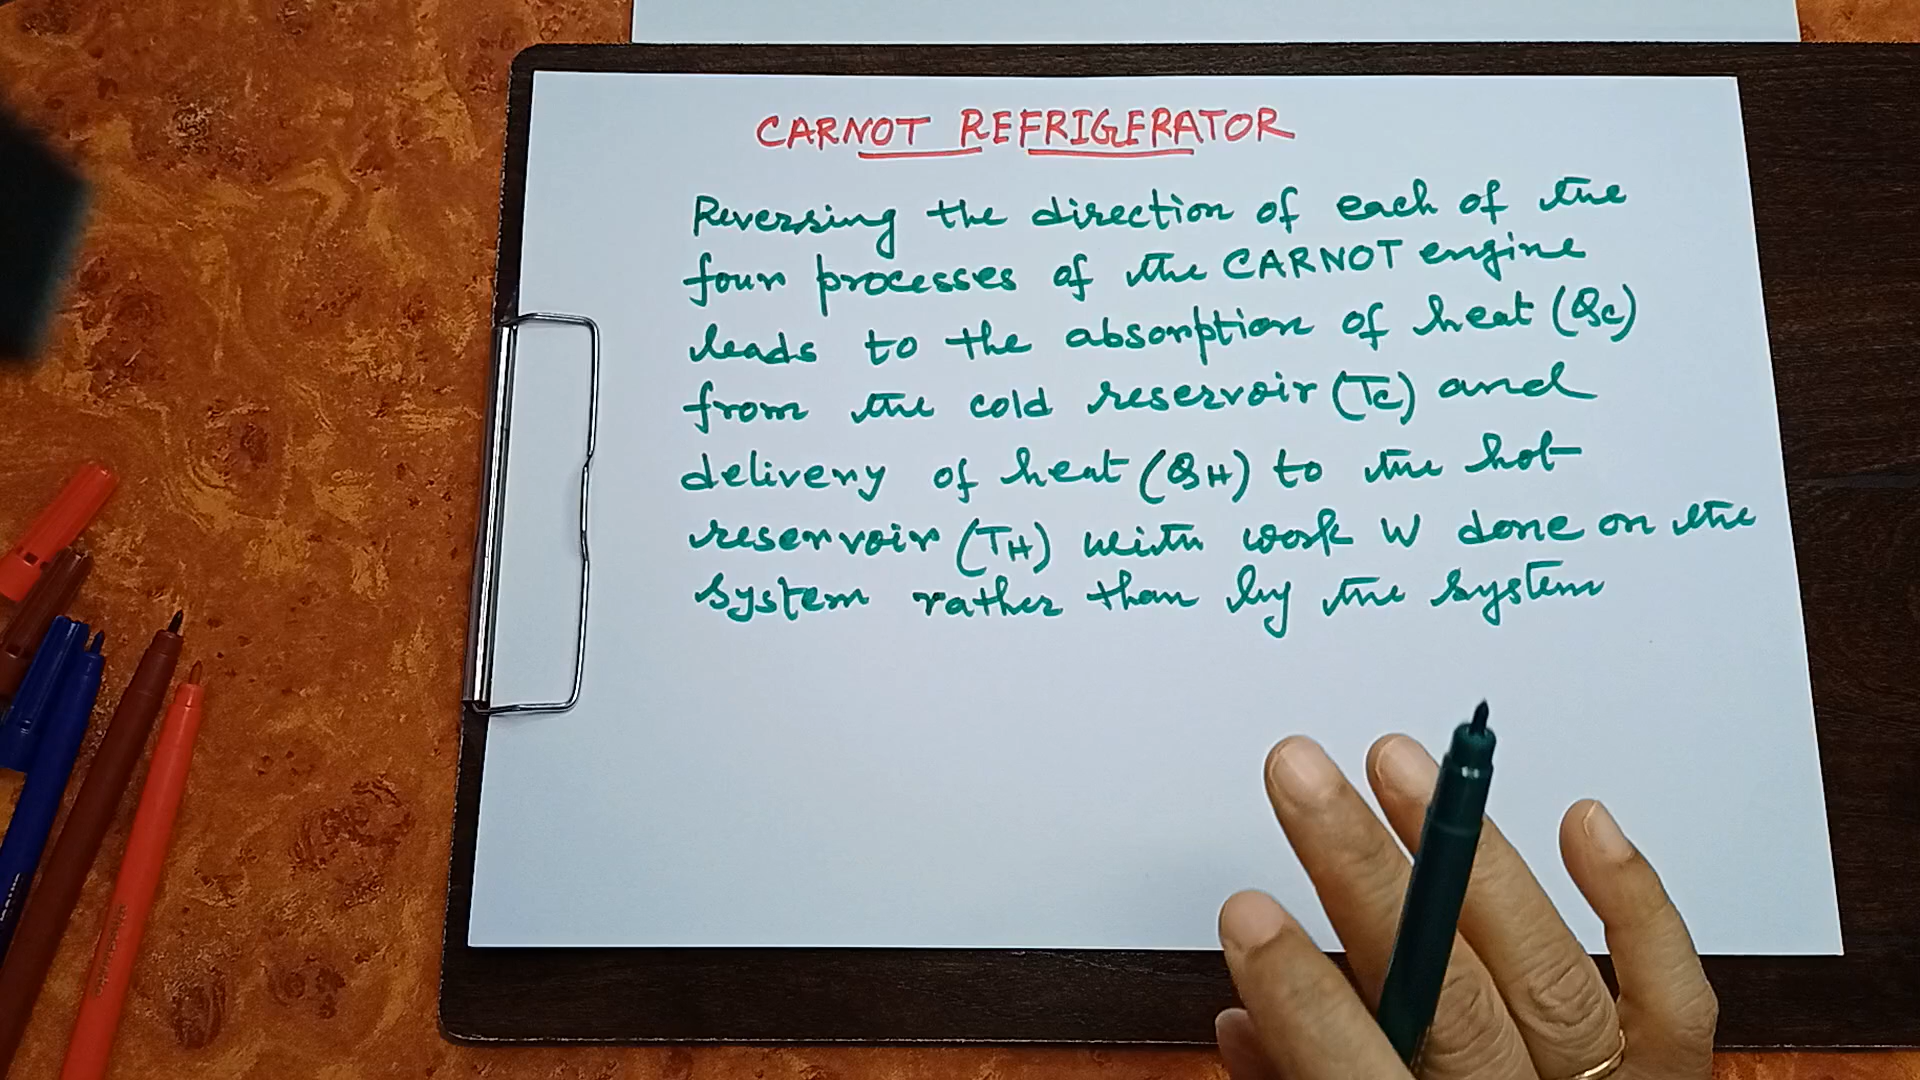 CARNOT REFRIGERATOR
Reversing the direction of each of the
four processes of the CARNOT engine
leads to the absorption of heat (QC)
from the cold reservoir (TC) and
delivery of heat (QH) to the hot
reservoir (TH) with work W done on the
system rather than by the system